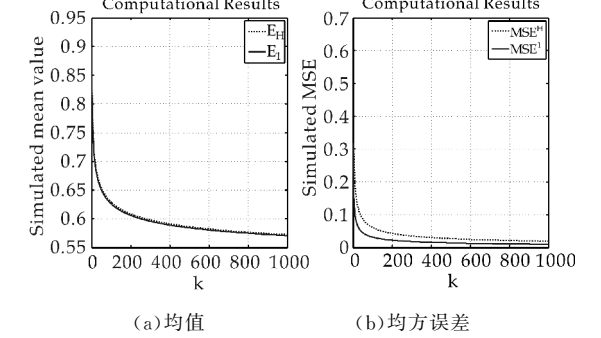 Computational Results
0.95
0.9
0.85
0.8
0.75
0.7
0.65
0.6
0.55
Simulated mean value
E_H
E_1
0 200 400 600 800 1000
k
(a)均值
Computational Results
0.7
0.6
0.5
0.4
0.3
0.2
0.1
0
Simulated MSE
MSE^H
MSE^1
0 200 400 600 800 1000
k
(b)均方误差